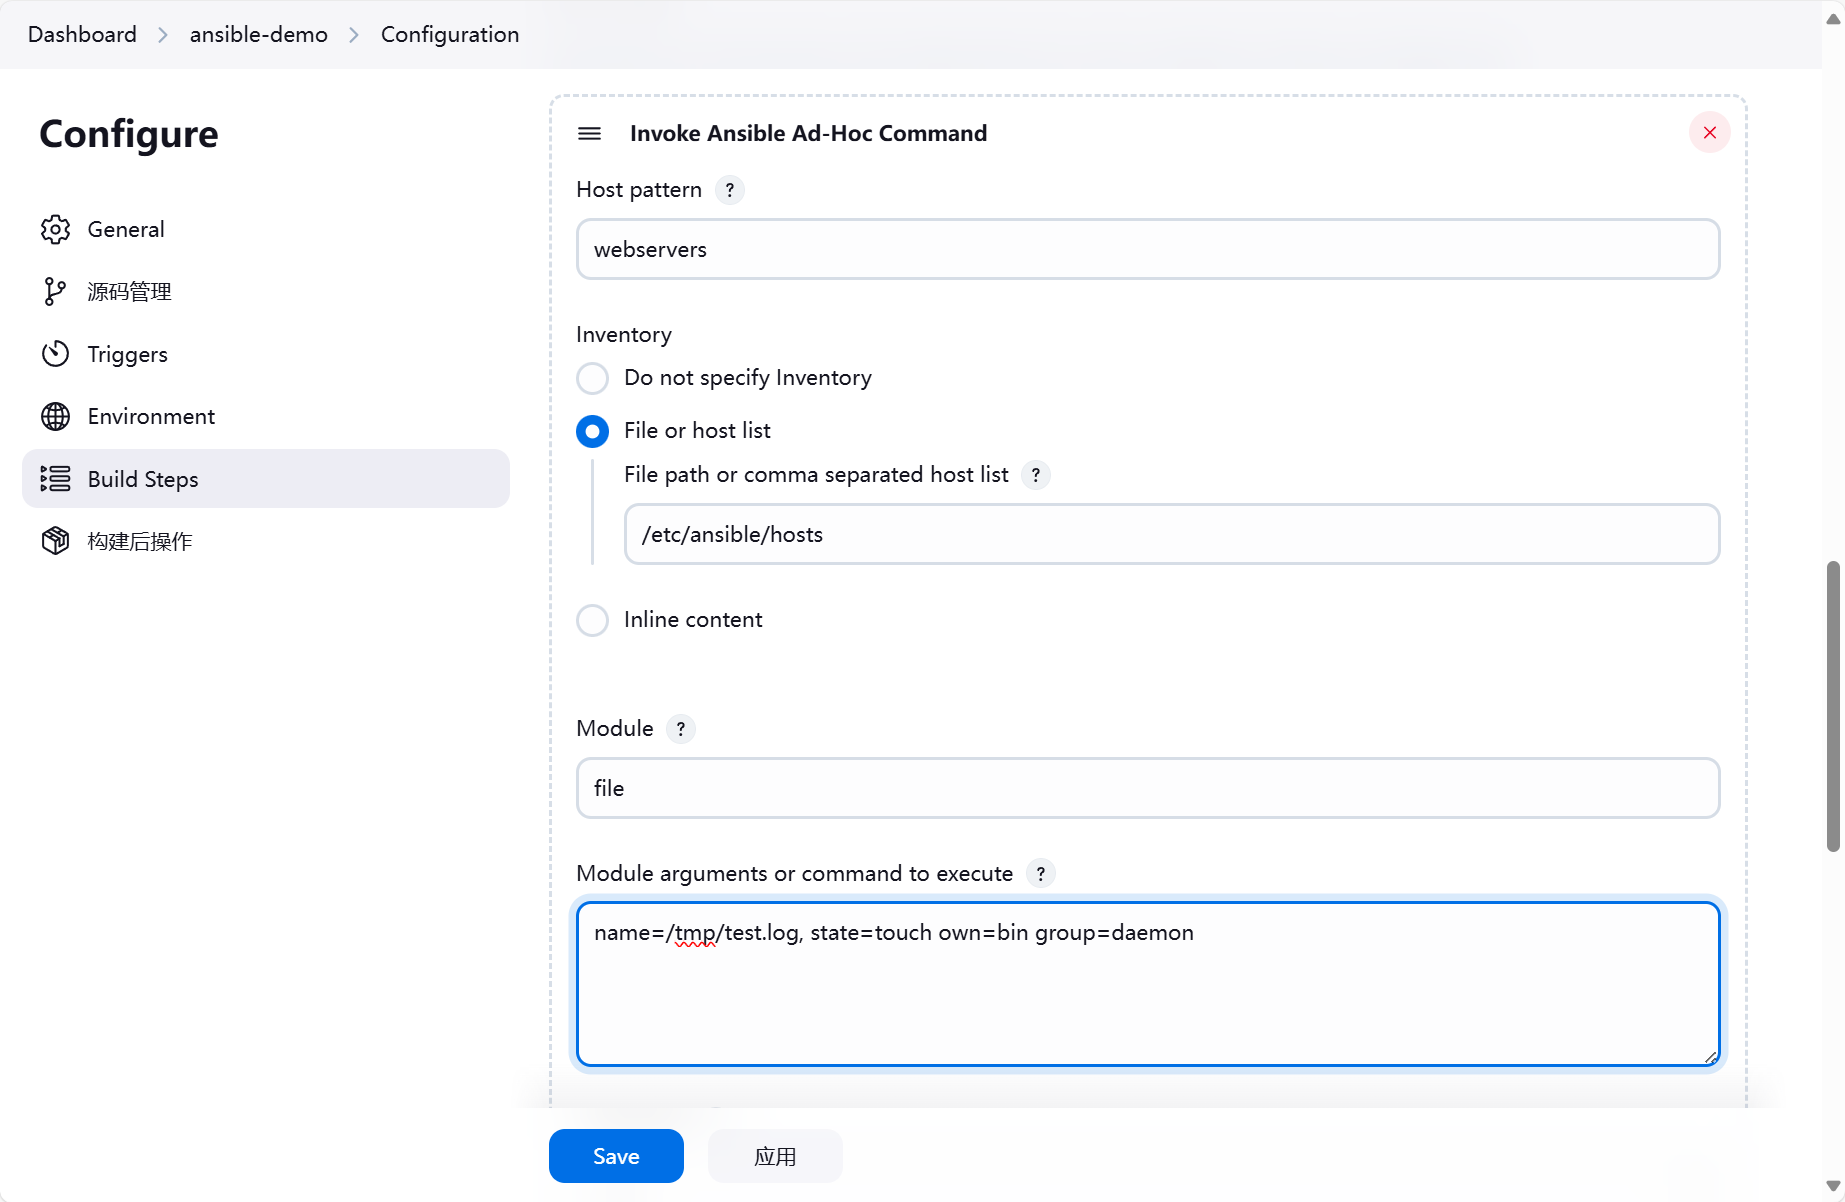 Dashboard > ansible-demo > Configuration
Configure
General
源码管理
Triggers
Environment
Build Steps
构建后操作
Invoke Ansible Ad-Hoc Command
Host pattern ?
webservers
Inventory
Do not specify Inventory
File or host list
File path or comma separated host list ?
/etc/ansible/hosts
Inline content
Module ?
file
Module arguments or command to execute ?
name=/tmp/test.log, state=touch own=bin group=daemon
Save
应用